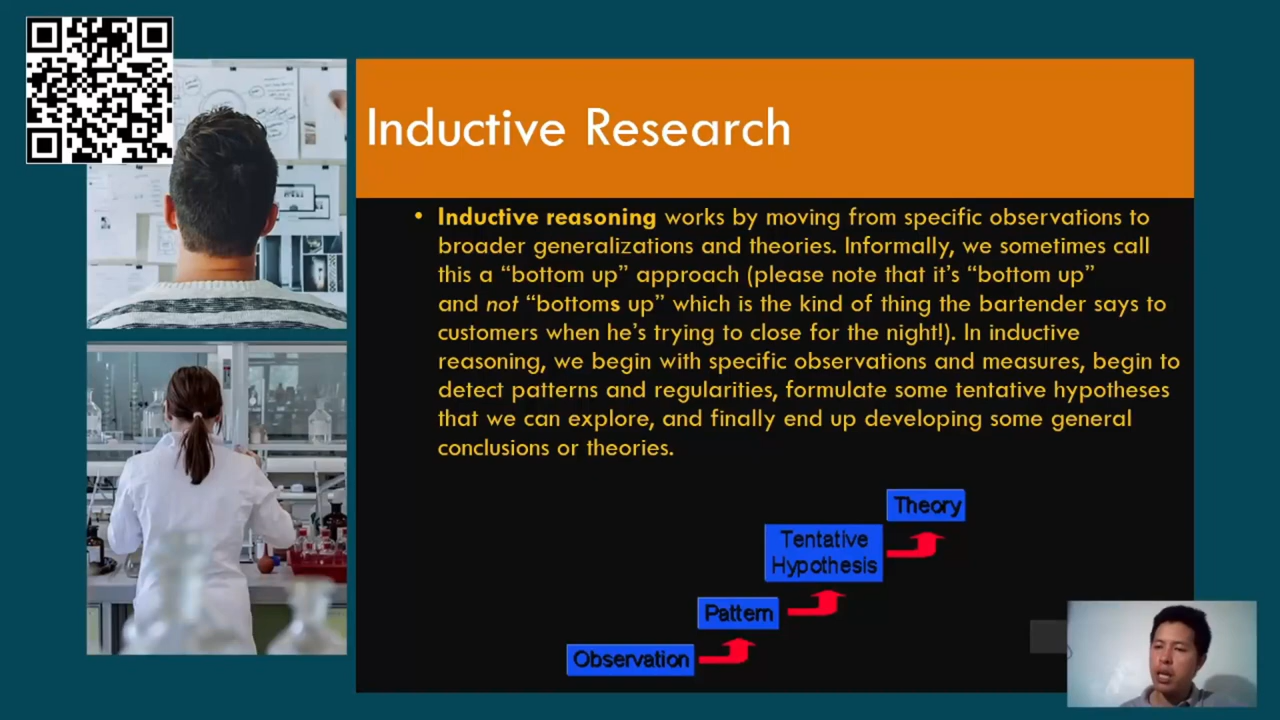 Inductive Research
• Inductive reasoning works by moving from specific observations to
broader generalizations and theories. Informally, we sometimes call
this a “bottom up” approach (please note that it’s “bottom up”
and not “bottoms up” which is the kind of thing the bartender says to
customers when he’s trying to close for the night!). In inductive
reasoning, we begin with specific observations and measures, begin to
detect patterns and regularities, formulate some tentative hypotheses
that we can explore, and finally end up developing some general
conclusions or theories.
Theory
Tentative
Hypothesis
Pattern
Observation